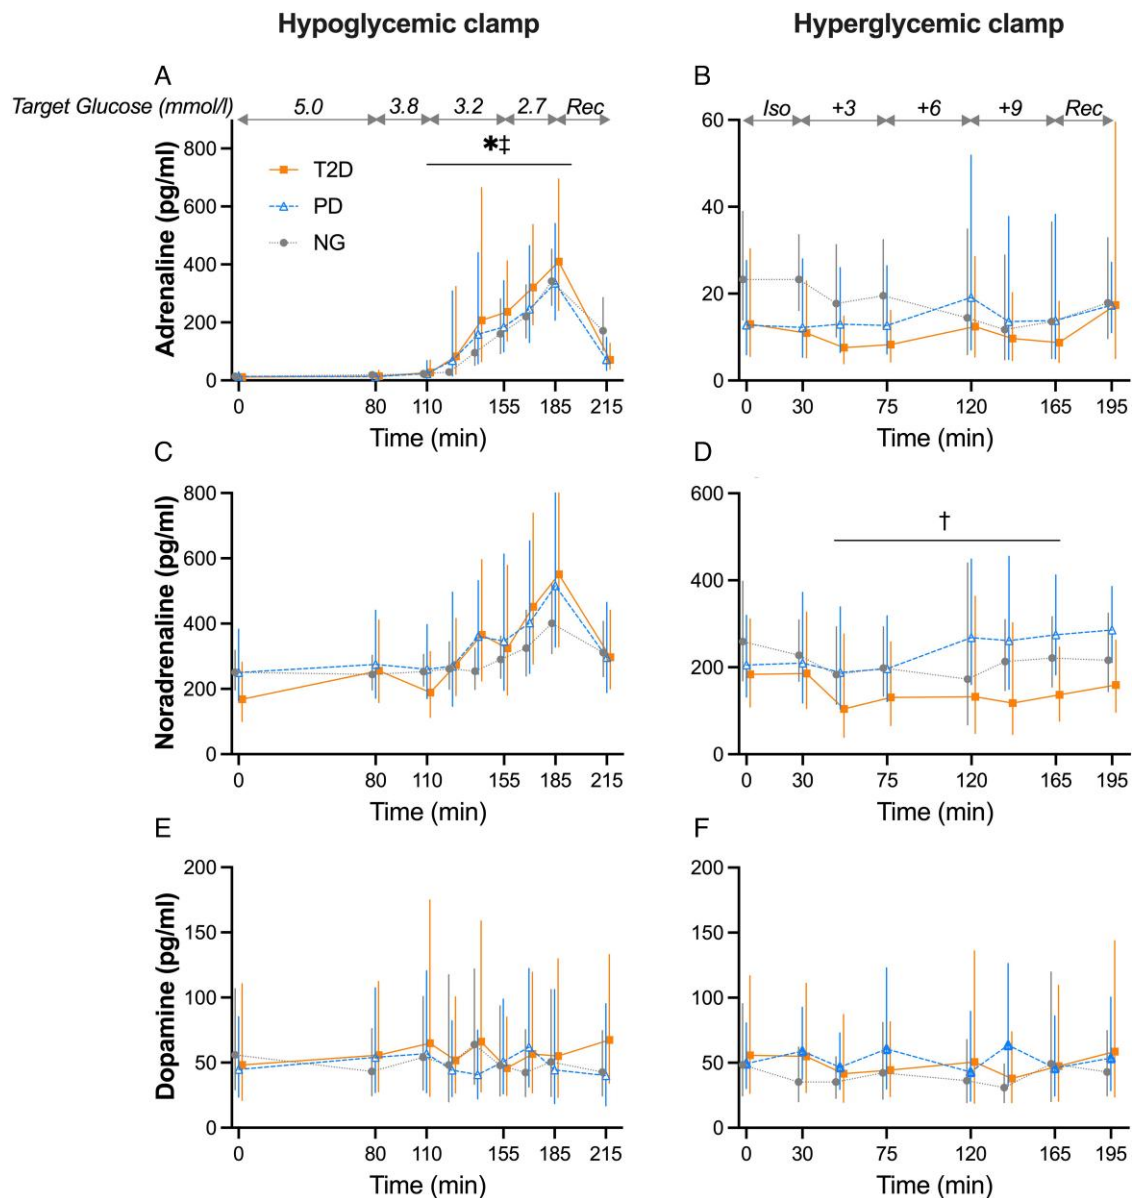 Hypoglycemic clamp
Hyperglycemic clamp
A
Target Glucose (mmol/l)
5.0 3.8 3.2 2.7 Rec
Adrenaline (pg/ml)
800
600
400
200
0
*‡
T2D
PD
NG
0 80 110 155 185 215
Time (min)
B
Iso +3 +6 +9 Rec
60
40
20
0
0 30 75 120 165 195
Time (min)
C
Noradrenaline (pg/ml)
800
600
400
200
0
0 80 110 155 185 215
Time (min)
D
600
400
200
0
†
0 30 75 120 165 195
Time (min)
E
Dopamine (pg/ml)
200
150
100
50
0
0 80 110 155 185 215
Time (min)
F
200
150
100
50
0
0 30 75 120 165 195
Time (min)